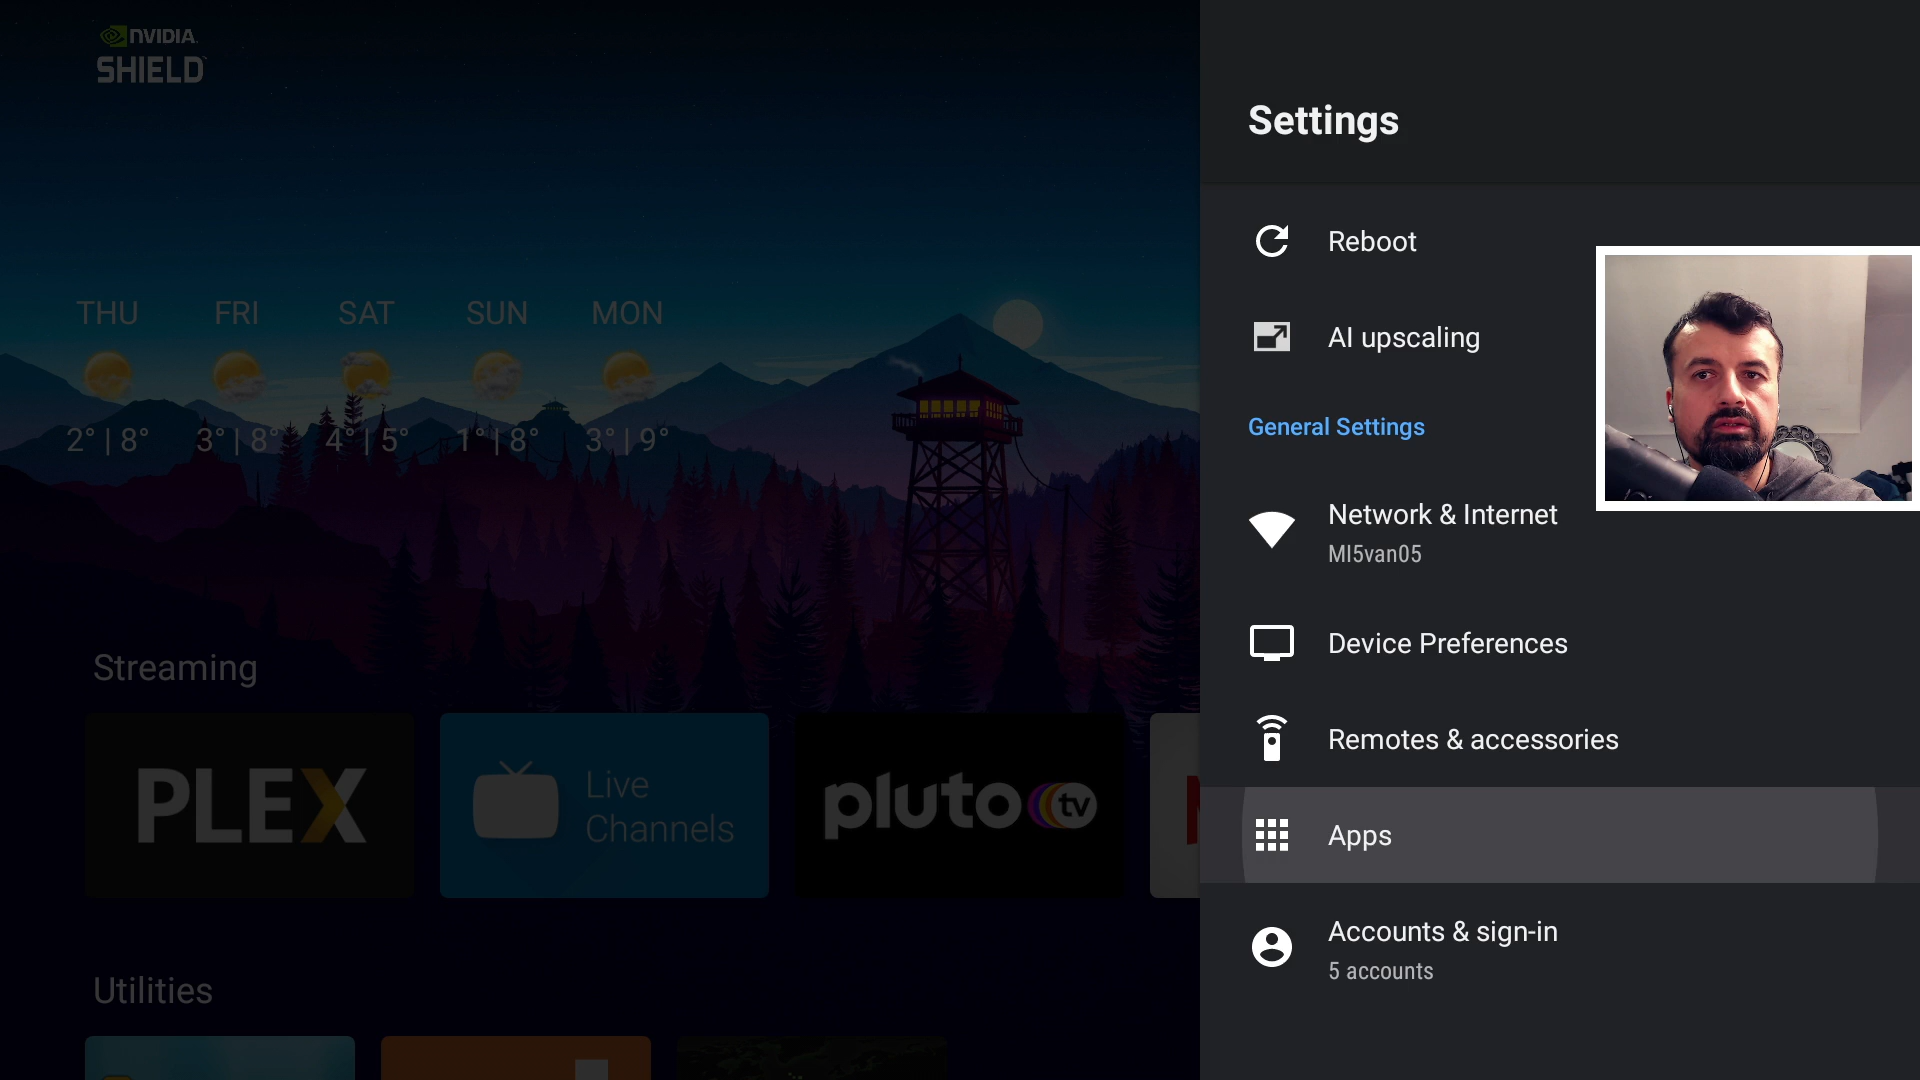 NVIDIA.
SHIELD
THU FRI SAT SUN MON
2° | 8° 3° | 8° 4° | 5° 1° | 8° 3° | 9°
Streaming
PLEX
Live
Channels
pluto tv
Utilities
Settings
Reboot
AI upscaling
General Settings
Network & Internet
MI5van05
Device Preferences
Remotes & accessories
Apps
Accounts & sign-in
5 accounts